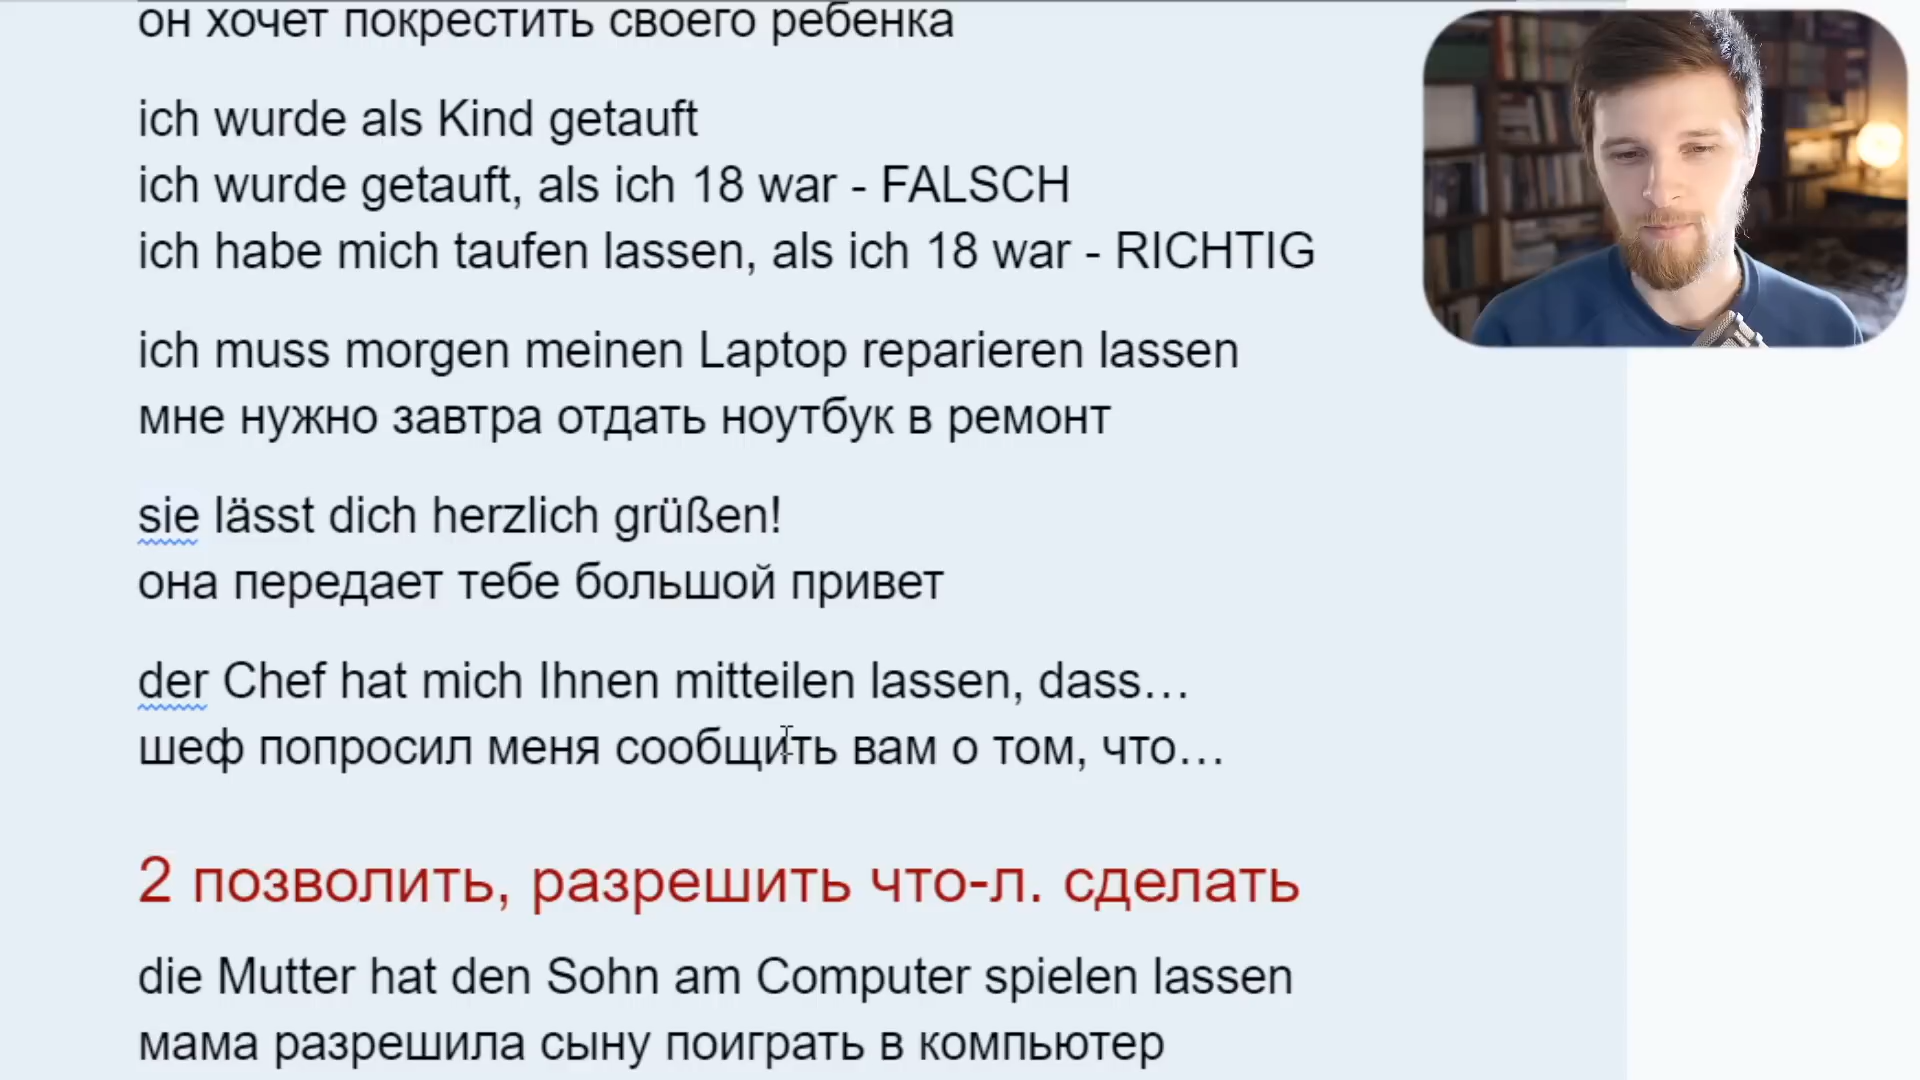 он хочет покрестить своего ребенка
ich wurde als Kind getauft
ich wurde getauft, als ich 18 war - FALSCH
ich habe mich taufen lassen, als ich 18 war - RICHTIG
ich muss morgen meinen Laptop reparieren lassen
мне нужно завтра отдать ноутбук в ремонт
sie lässt dich herzlich grüßen!
она передает тебе большой привет
der Chef hat mich Ihnen mitteilen lassen, dass…
шеф попросил меня сообщить вам о том, что…
2 позволить, разрешить что-л. сделать
die Mutter hat den Sohn am Computer spielen lassen
мама разрешила сыну поиграть в компьютер